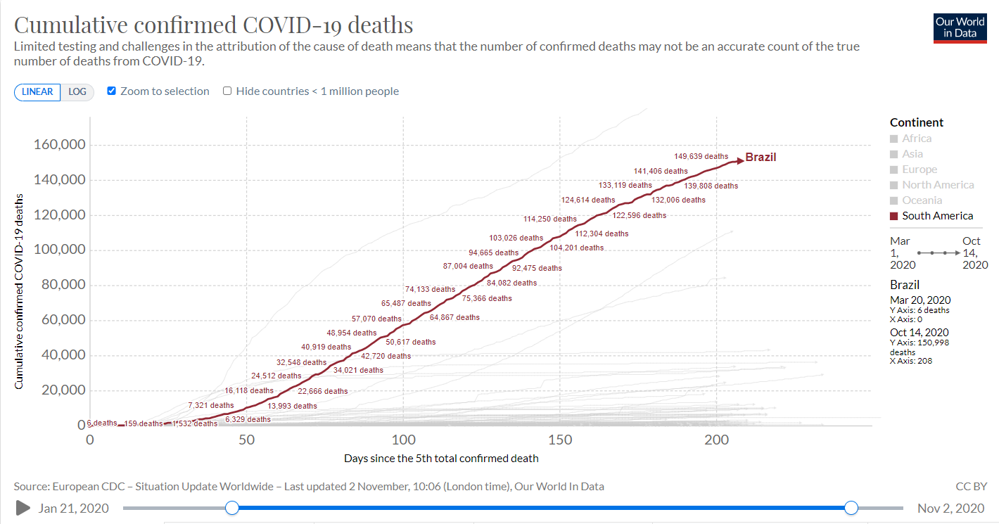 Cumulative confirmed COVID-19 deaths
Our World
in Data
Limited testing and challenges in the attribution of the cause of death means that the number of confirmed deaths may not be an accurate count of the true
number of deaths from COVID-19.
LINEAR LOG Zoom to selection Hide countries < 1 million people
Cumulative confirmed COVID-19 deaths
160,000
140,000
120,000
100,000
80,000
60,000
40,000
20,000
0
Brazil
149,639 deaths
141,406 deaths
139,808 deaths
133,119 deaths
132,006 deaths
124,614 deaths
122,596 deaths
114,250 deaths
112,304 deaths
103,026 deaths
104,201 deaths
94,665 deaths
92,475 deaths
87,004 deaths
84,082 deaths
74,133 deaths
75,366 deaths
65,487 deaths
64,867 deaths
57,070 deaths
50,617 deaths
48,954 deaths
42,720 deaths
40,919 deaths
34,021 deaths
32,548 deaths
24,512 deaths
22,666 deaths
16,118 deaths
13,993 deaths
7,321 deaths
6,329 deaths
6 deaths 159 deaths 1,532 deaths
0 50 100 150 200
Days since the 5th total confirmed death
Continent
Africa
Asia
Europe
North America
Oceania
South America
Mar 1, 2020
Oct 14, 2020
Brazil
Mar 20, 2020
Y Axis: 6 deaths
X Axis: 0
Oct 14, 2020
Y Axis: 150,998
deaths
X Axis: 208
Source: European CDC – Situation Update Worldwide – Last updated 2 November, 10:06 (London time), Our World In Data
CC BY
Jan 21, 2020
Nov 2, 2020